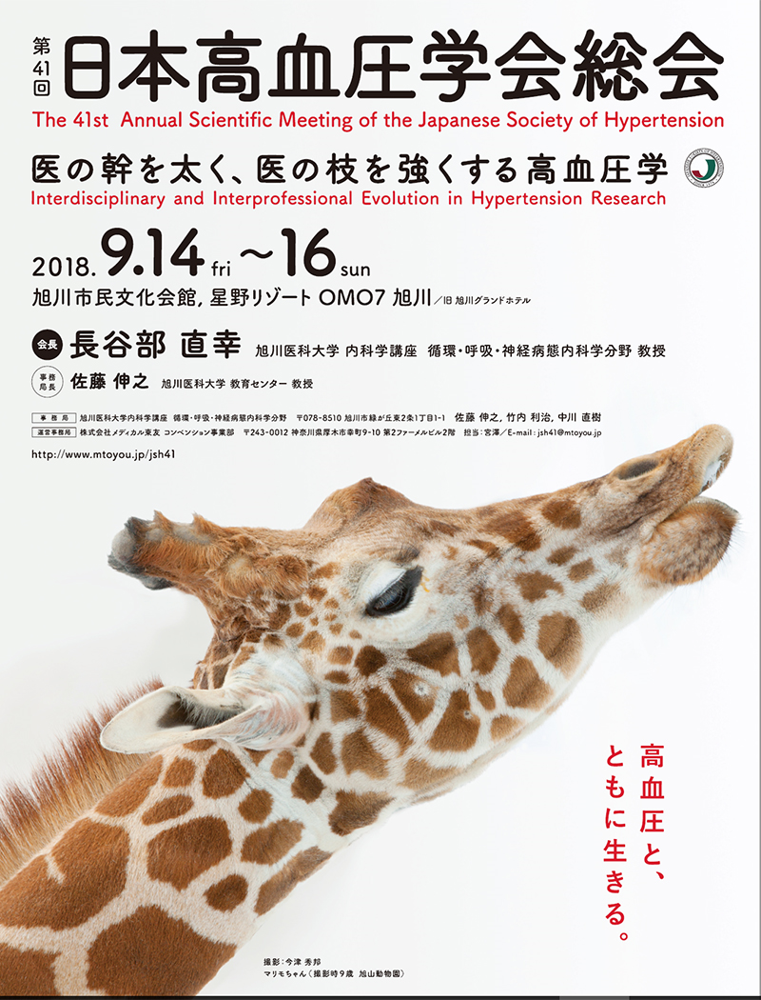 第41回
日本高血圧学会総会
The 41st Annual Scientific Meeting of the Japanese Society of Hypertension
医の幹を太く、医の枝を強くする高血圧学
Interdisciplinary and Interprofessional Evolution in Hypertension Research
2018. 9.14 fri ～16 sun
旭川市民文化会館, 星野リゾート OMO7 旭川／旧 旭川グランドホテル
会長 長谷部 直幸 旭川医科大学 内科学講座 循環・呼吸・神経病態内科学分野 教授
事務局長 佐藤 伸之 旭川医科大学 教育センター 教授
事務局 旭川医科大学内科学講座 循環・呼吸・神経病態内科学分野 〒078-8510 旭川市緑が丘東2条1丁目1-1 佐藤 伸之, 竹内 利治, 中川 直樹
運営事務局 株式会社メディカル東友 コンベンション事業部 〒243-0012 神奈川県厚木市幸町9-10 第2ファーメルビル2階 担当：宮澤／E-mail : jsh41@mtoyou.jp
http://www.mtoyou.jp/jsh41
高血圧と、
ともに生きる。
撮影：今津 秀邦
マリモちゃん（撮影時9歳 旭山動物園）